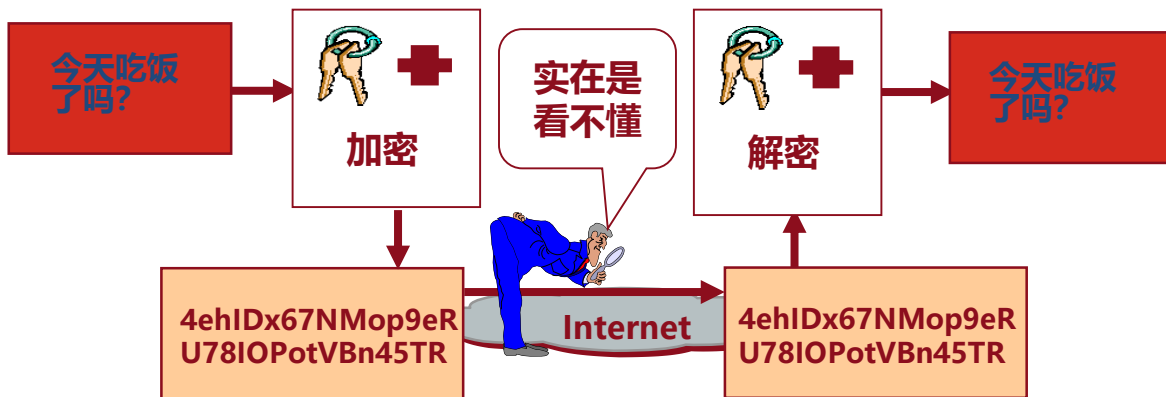 今天吃饭
了吗？
加密
实在是
看不懂
解密
今天吃饭
了吗？
4ehIDx67NMop9eR
U78IOPotVBn45TR
Internet
4ehIDx67NMop9eR
U78IOPotVBn45TR